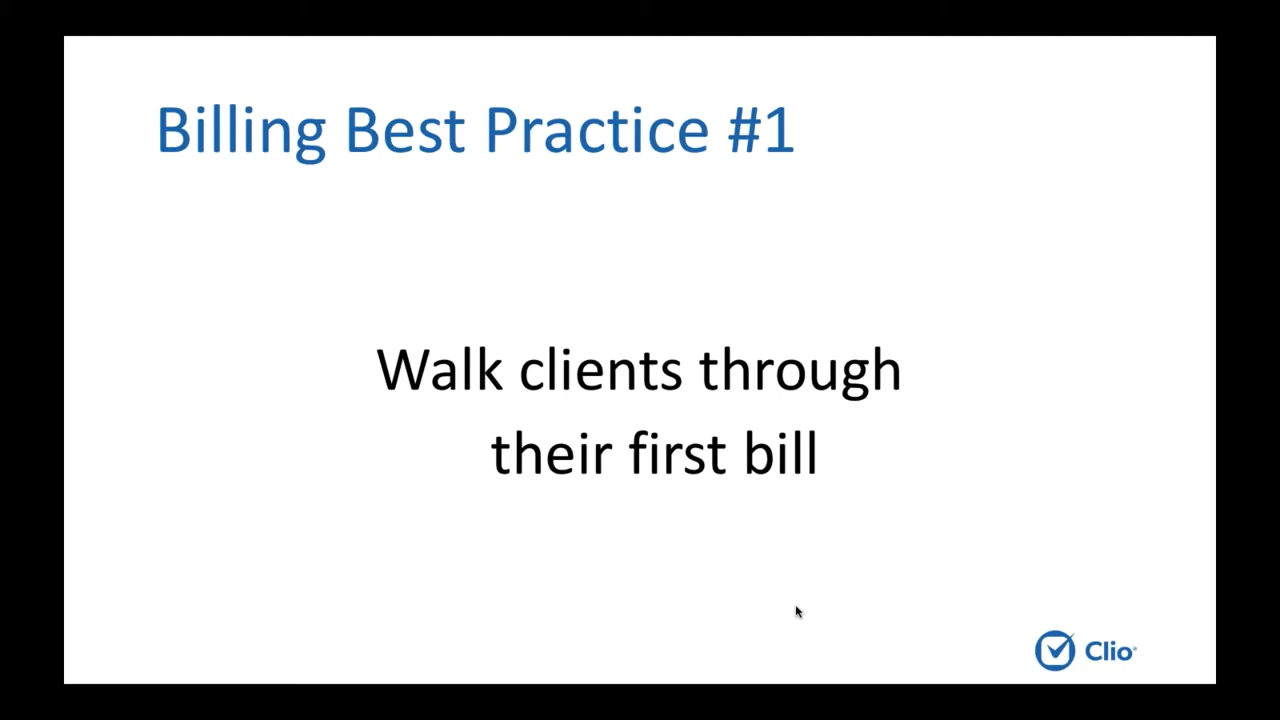 Billing Best Practice #1
Walk clients through
their first bill
Clio®